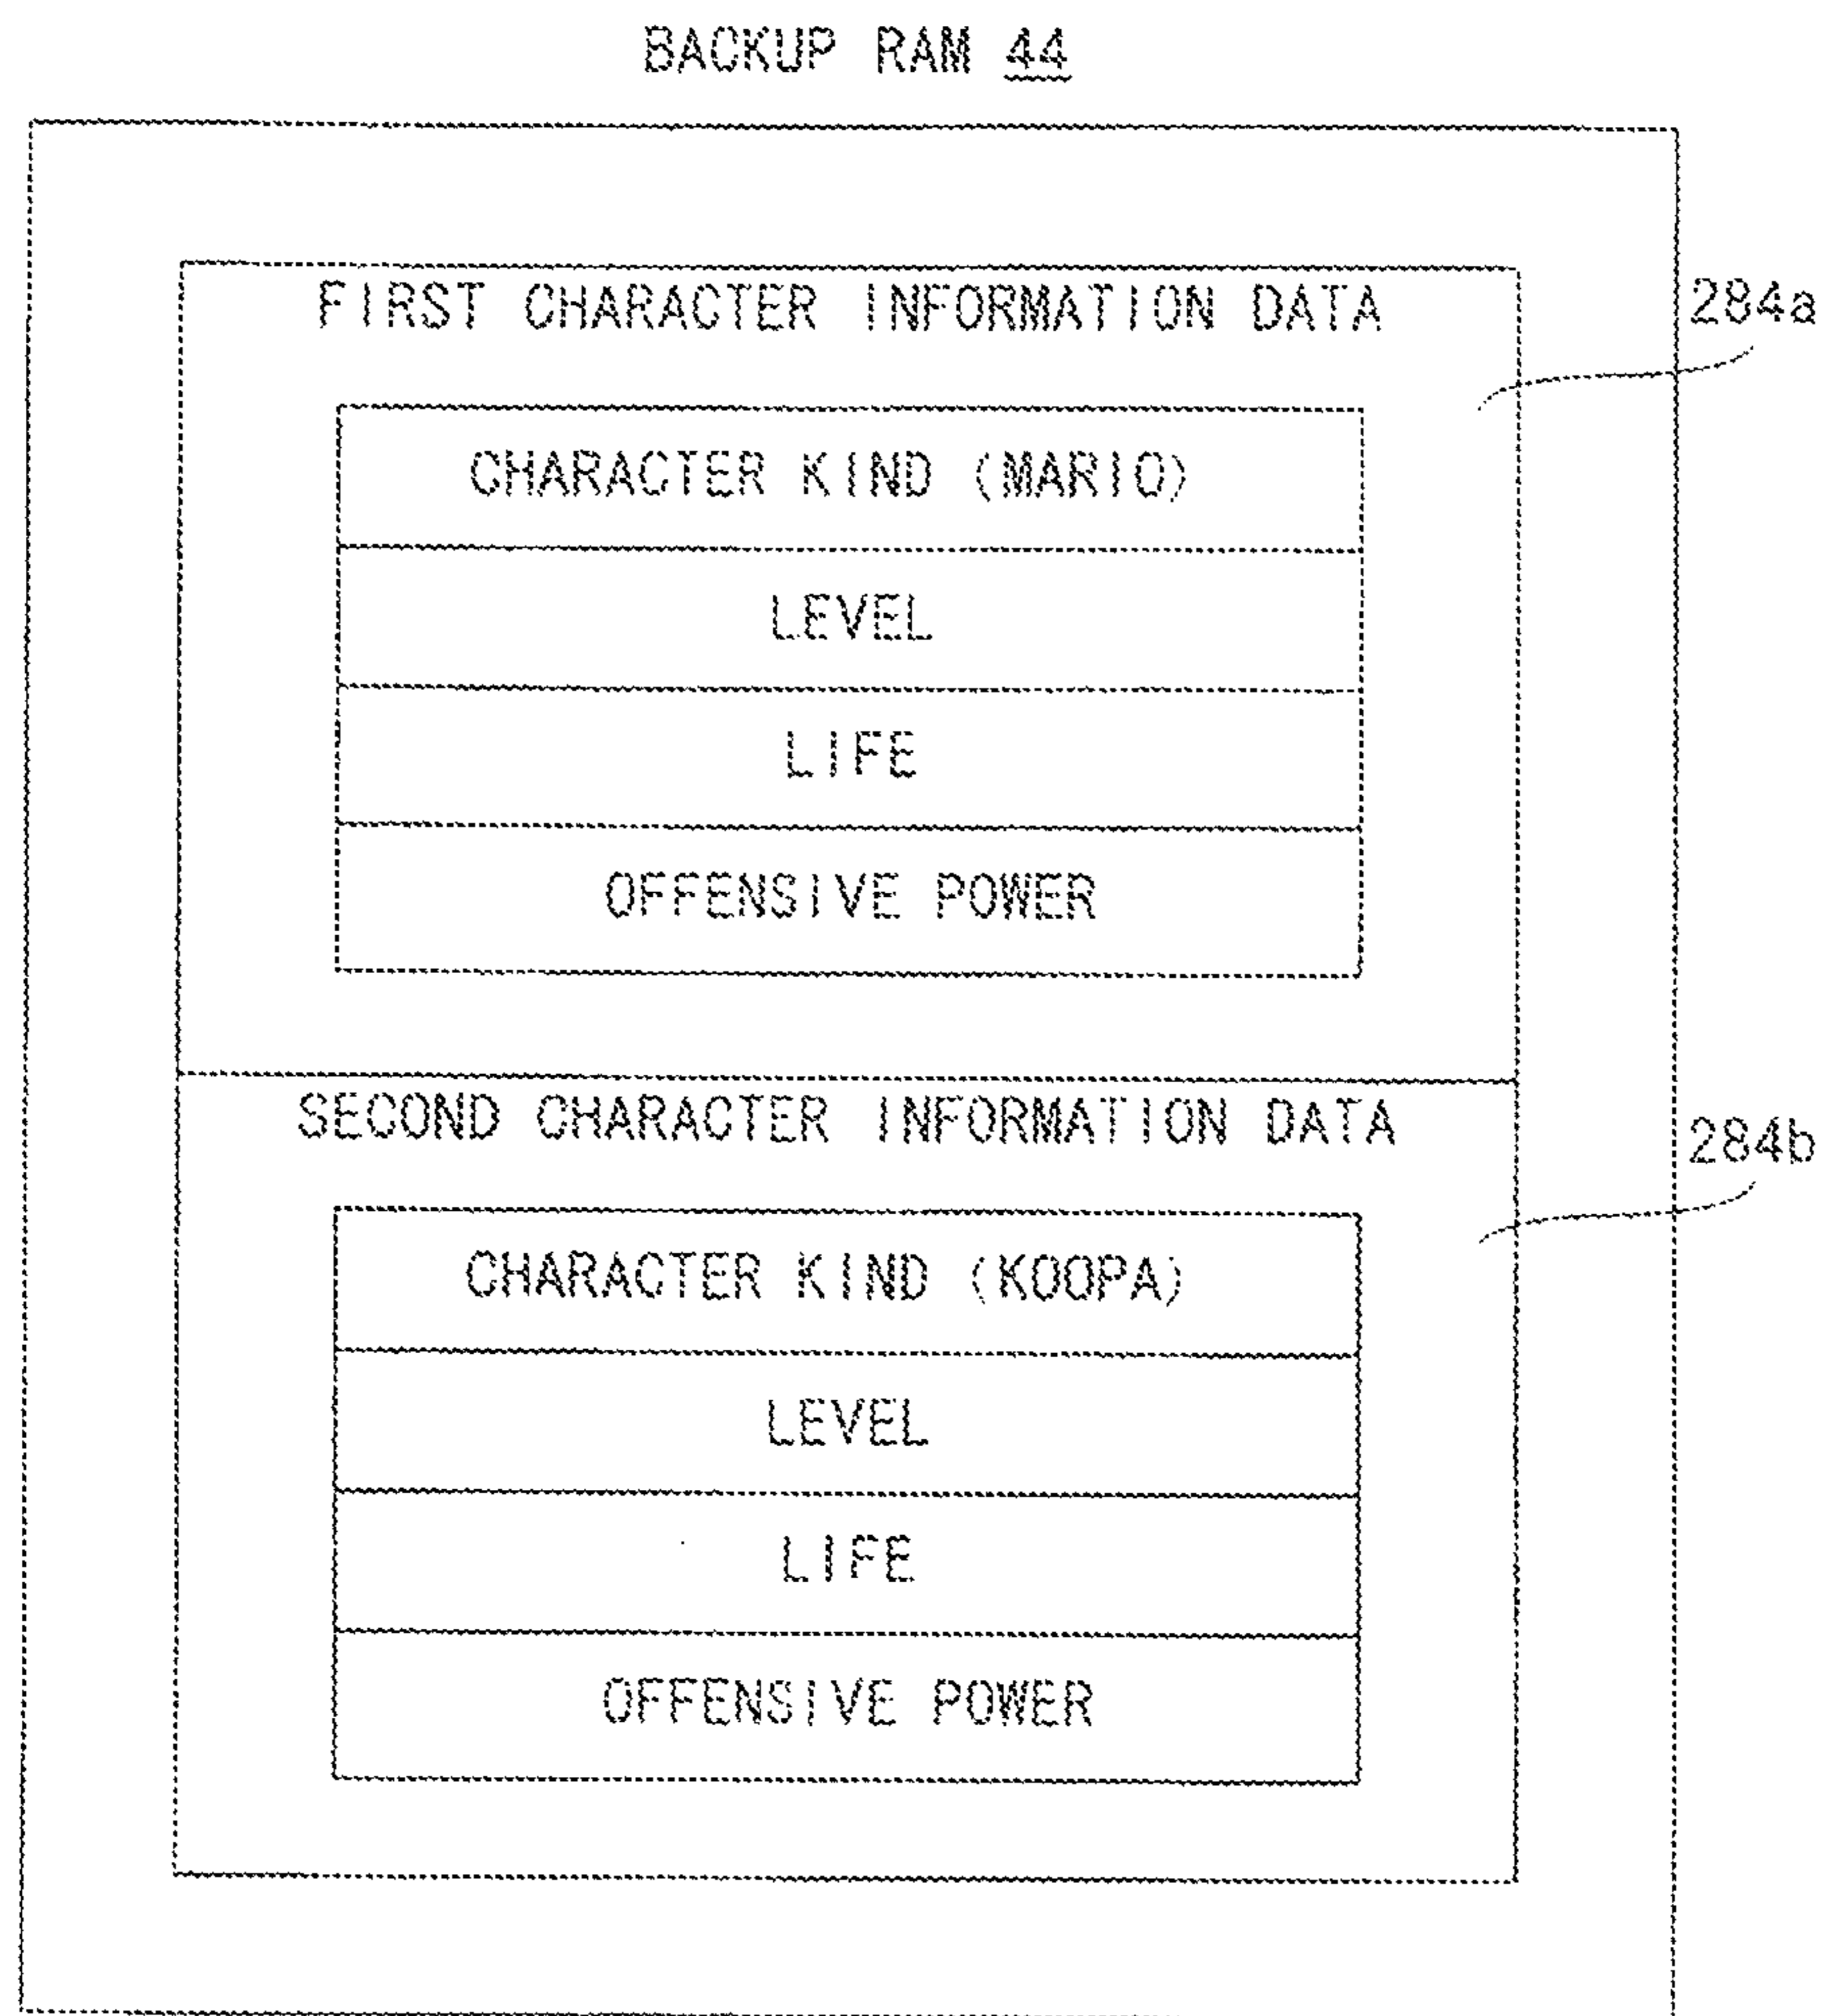 BACKUP RAM 44
FIRST CHARACTER INFORMATION DATA
284a
CHARACTER KIND (MARIO)
LEVEL
LIFE
OFFENSIVE POWER
SECOND CHARACTER INFORMATION DATA
284b
CHARACTER KIND (KOOPA)
LEVEL
LIFE
OFFENSIVE POWER